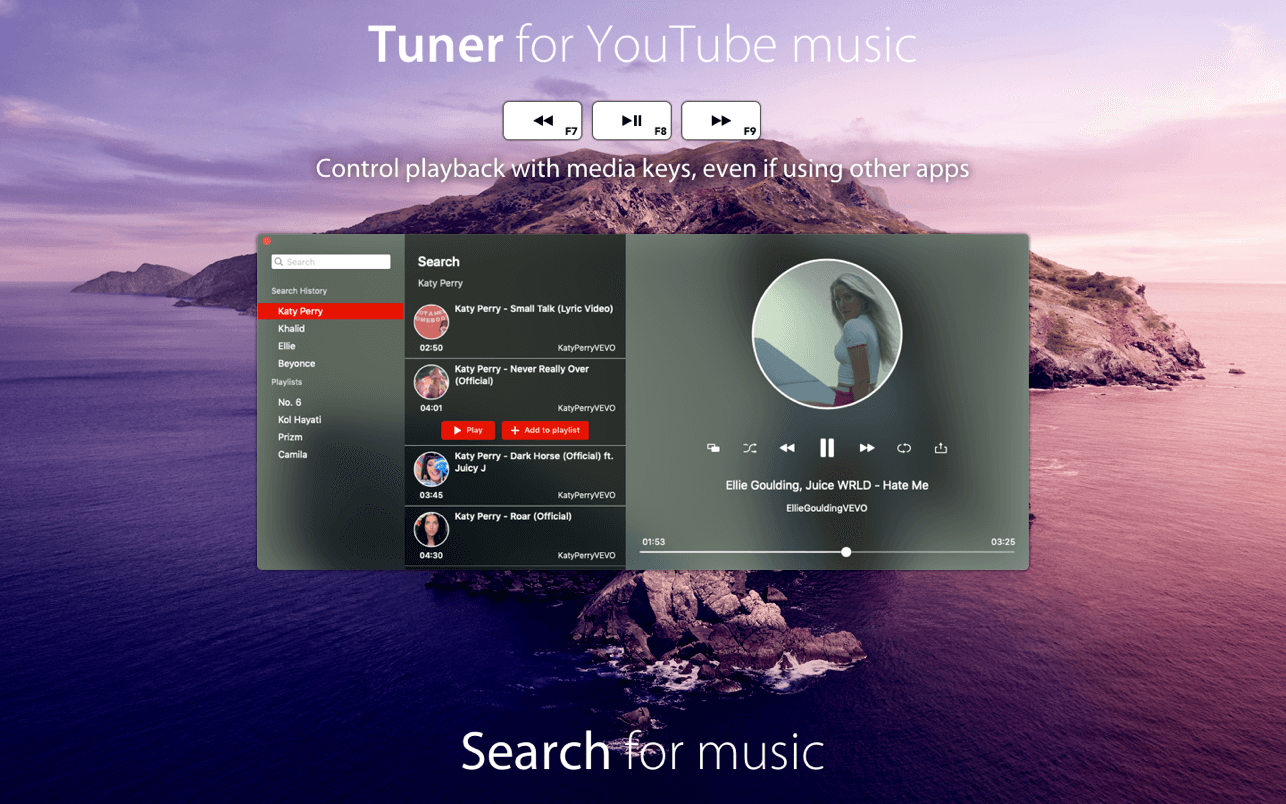 Tuner for YouTube music
F7
F8
F9
Control playback with media keys, even if using other apps
Search
Search History
Katy Perry
Khalid
Ellie
Beyonce
Playlists
No. 6
Kol Hayati
Prizm
Camila
Search
Katy Perry
Katy Perry - Small Talk (Lyric Video)
02:50
KatyPerryVEVO
Katy Perry - Never Really Over
(Official)
04:01
KatyPerryVEVO
Play
Add to playlist
Katy Perry - Dark Horse (Official) ft.
Juicy J
03:45
KatyPerryVEVO
Katy Perry - Roar (Official)
04:30
KatyPerryVEVO
Ellie Goulding, Juice WRLD - Hate Me
EllieGouldingVEVO
01:53
03:25
Search for music